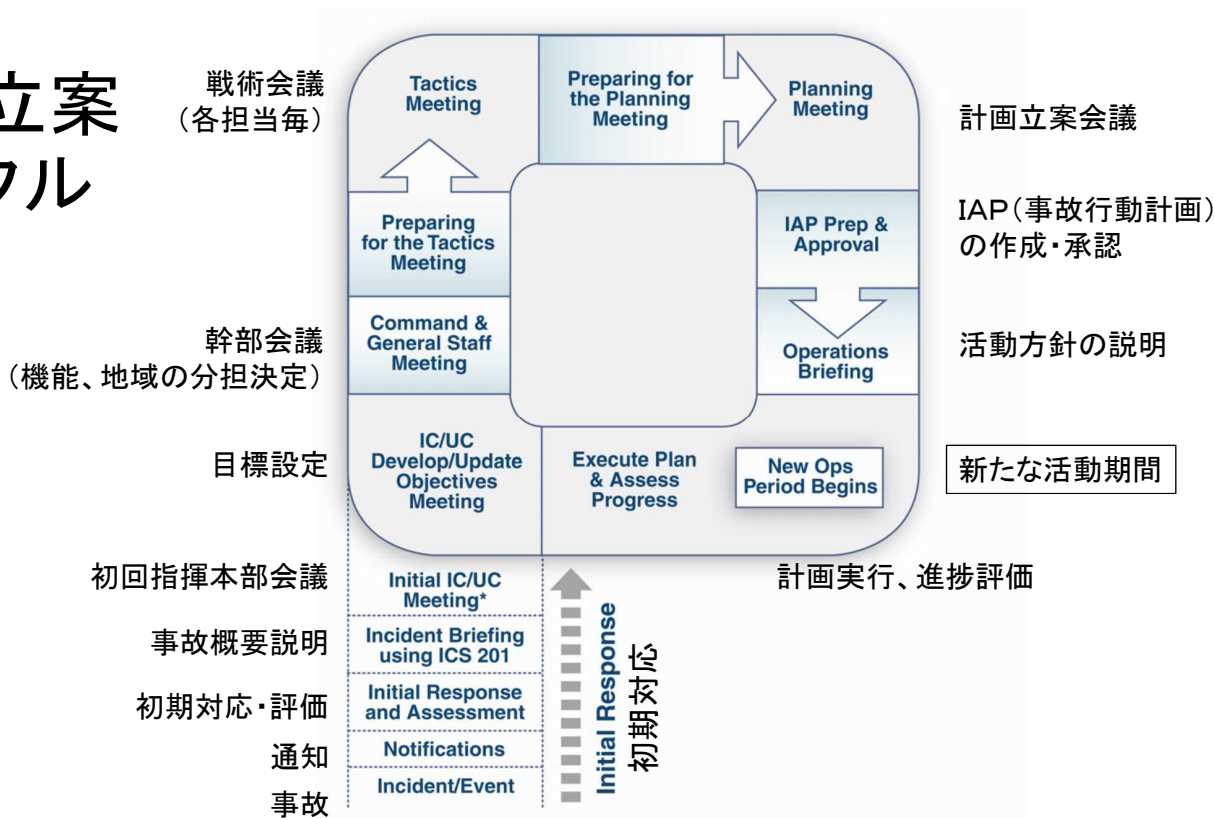 立案
クル
戦術会議
(各担当毎)
Tactics
Meeting
Preparing for
the Planning
Meeting
Planning
Meeting
計画立案会議
Preparing
for the Tactics
Meeting
IAP Prep &
Approval
IAP(事故行動計画)
の作成・承認
幹部会議
(機能、地域の分担決定)
Command &
General Staff
Meeting
Operations
Briefing
活動方針の説明
目標設定
IC/UC
Develop/Update
Objectives
Meeting
Execute Plan
& Assess
Progress
New Ops
Period Begins
新たな活動期間
初回指揮本部会議
Initial IC/UC
Meeting*
計画実行、進捗評価
事故概要説明
Incident Briefing
using ICS 201
初期対応・評価
Initial Response
and Assessment
通知
Notifications
事故
Incident/Event
Initial Response
初期対応